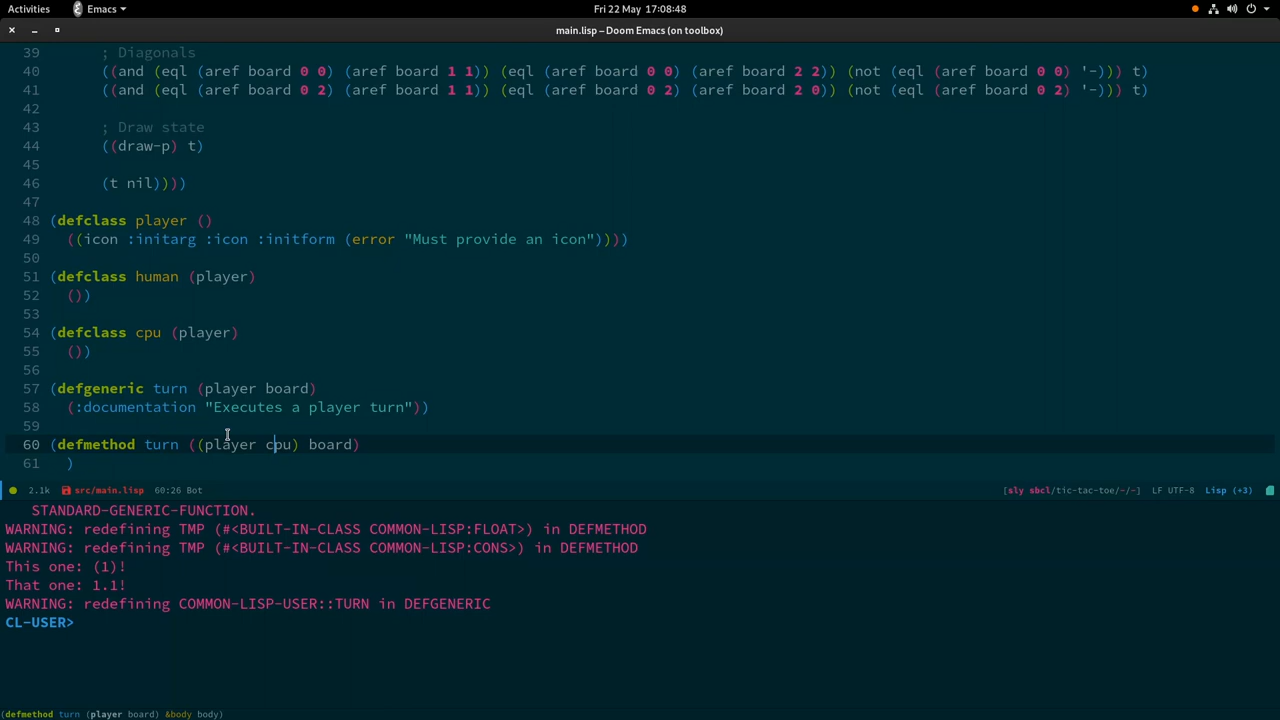 Activities
Emacs
Fri 22 May 17:08:48
main.lisp – Doom Emacs (on toolbox)
39 ; Diagonals
40 ((and (eql (aref board 0 0) (aref board 1 1)) (eql (aref board 0 0) (aref board 2 2)) (not (eql (aref board 0 0) '-))) t)
41 ((and (eql (aref board 0 2) (aref board 1 1)) (eql (aref board 0 2) (aref board 2 0)) (not (eql (aref board 0 2) '-))) t)
42
43 ; Draw state
44 ((draw-p) t)
45
46 (t nil))))
47
48 (defclass player ()
49 ((icon :initarg :icon :initform (error "Must provide an icon"))))
50
51 (defclass human (player)
52 ())
53
54 (defclass cpu (player)
55 ())
56
57 (defgeneric turn (player board)
58 (:documentation "Executes a player turn"))
59
60 (defmethod turn ((player cpu) board)
61 )
2.1k src/main.lisp 60:26 Bot [sly sbcl/tic-tac-toe/-/-] LF UTF-8 Lisp (+3)
STANDARD-GENERIC-FUNCTION.
WARNING: redefining TMP (#<BUILT-IN-CLASS COMMON-LISP:FLOAT>) in DEFMETHOD
WARNING: redefining TMP (#<BUILT-IN-CLASS COMMON-LISP:CONS>) in DEFMETHOD
This one: (1)!
That one: 1.1!
WARNING: redefining COMMON-LISP-USER::TURN in DEFGENERIC
CL-USER>
(defmethod turn (player board) &body body)